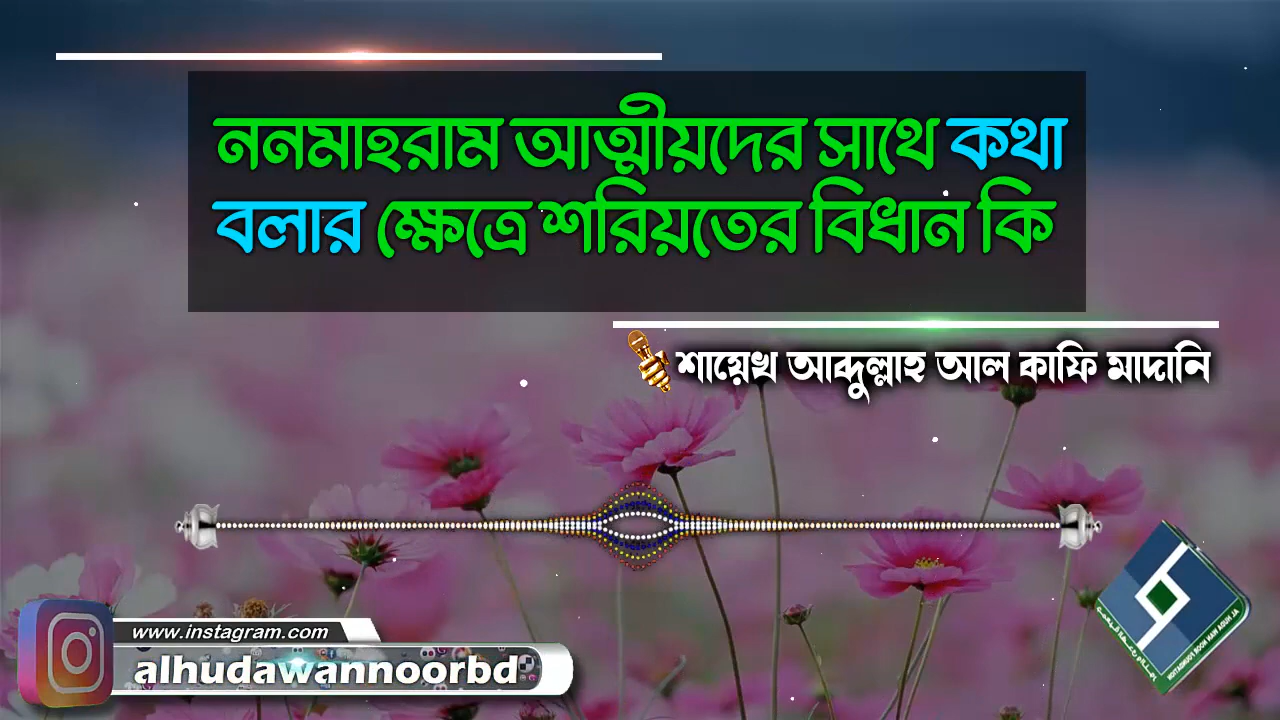 ননমাহরাম আত্মীয়দের সাথে কথা
বলার ক্ষেত্রে শরিয়তের বিধান কি
শায়েখ আব্দুল্লাহ আল কাফি মাদানি
www.instagram.com
alhudawannoorbd